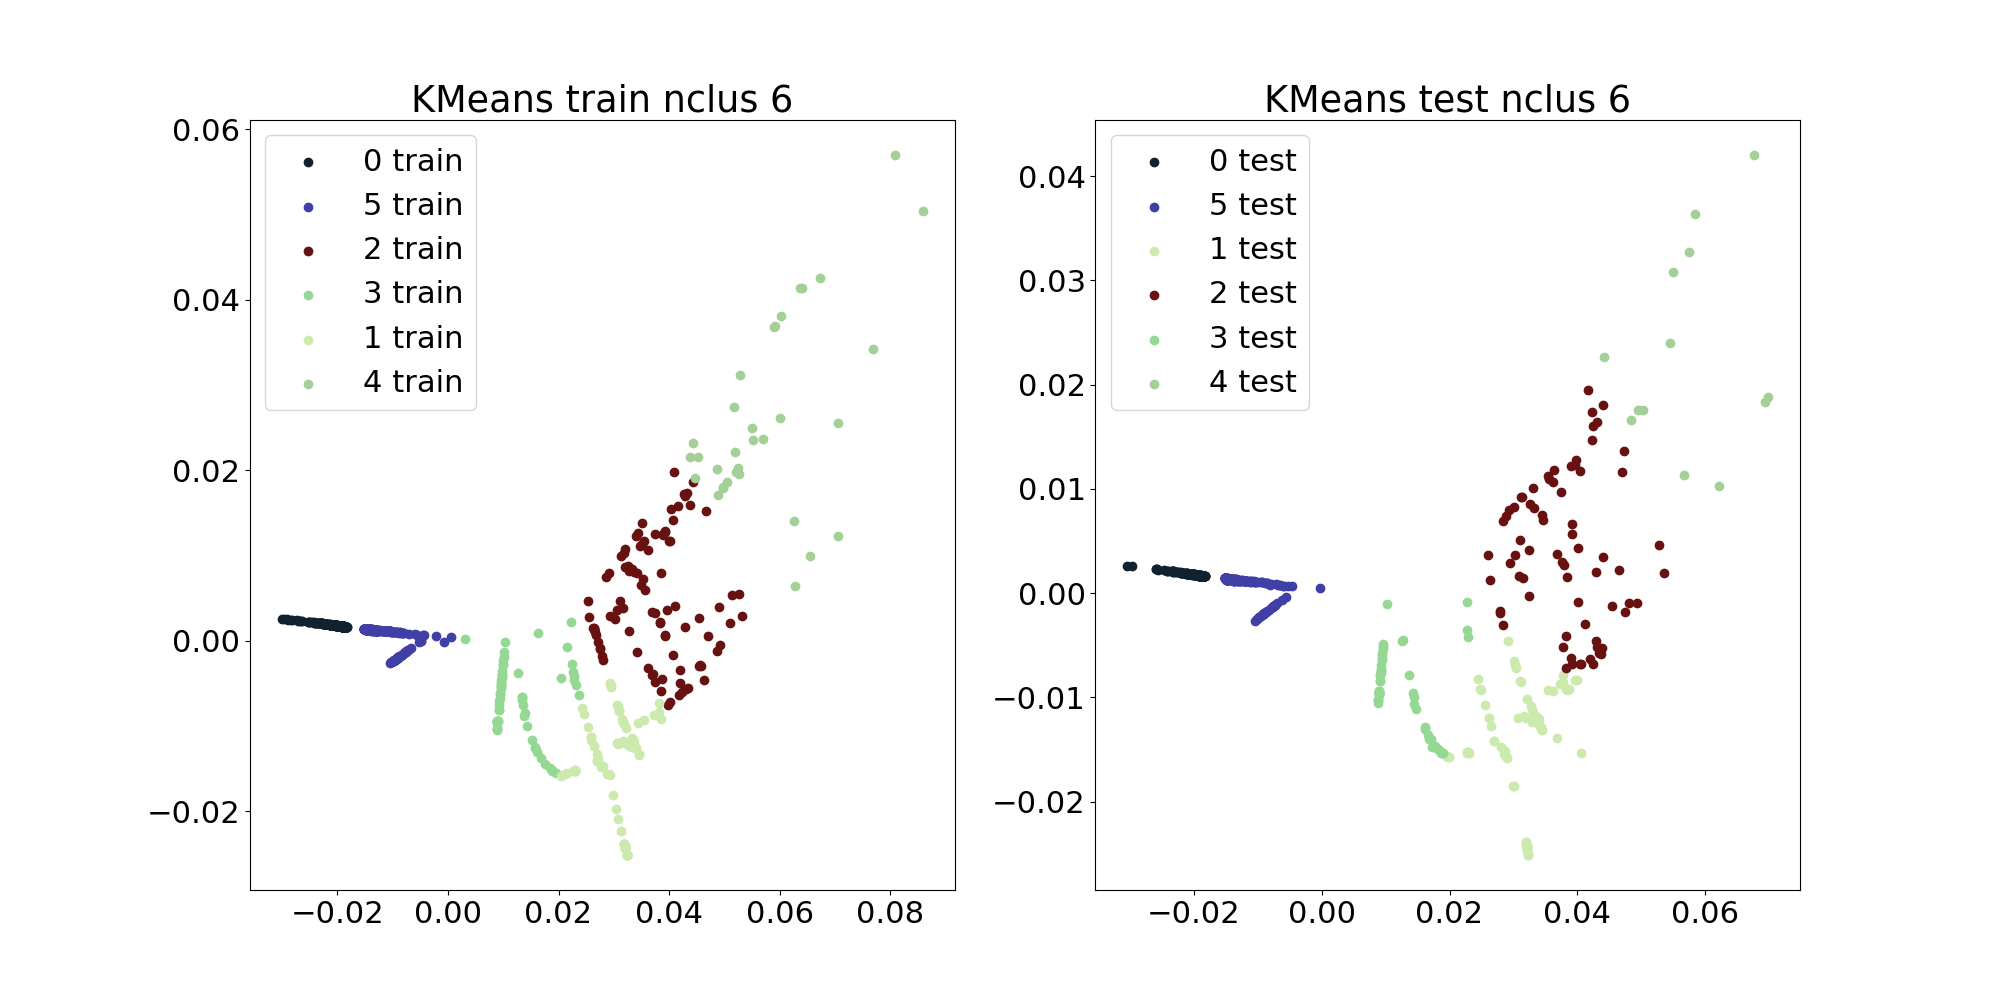 KMeans train nclus 6
0.06
0.04
0.02
0.00
−0.02
0 train
5 train
2 train
3 train
1 train
4 train
−0.02 0.00 0.02 0.04 0.06 0.08
KMeans test nclus 6
0.04
0.03
0.02
0.01
0.00
−0.01
−0.02
0 test
5 test
1 test
2 test
3 test
4 test
−0.02 0.00 0.02 0.04 0.06